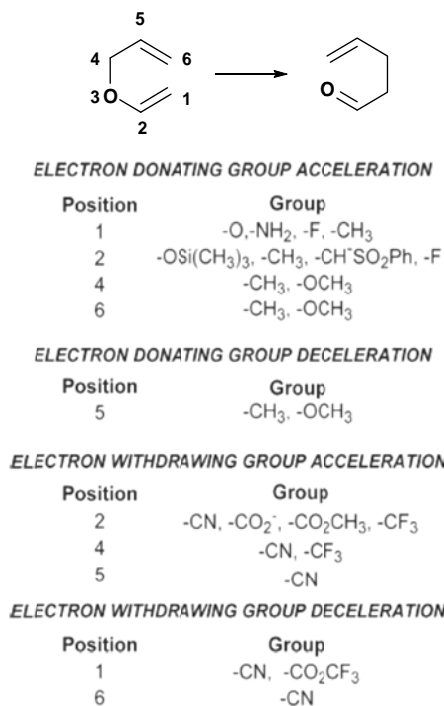 5
4 6
O 3 O 1
2
ELECTRON DONATING GROUP ACCELERATION
Position Group
1 -O,-NH₂, -F, -CH₃
2 -OSi(CH₃)₃, -CH₃, -CH⁻SO₂Ph, -F
4 -CH₃, -OCH₃
6 -CH₃, -OCH₃
ELECTRON DONATING GROUP DECELERATION
Position Group
5 -CH₃, -OCH₃
ELECTRON WITHDRAWING GROUP ACCELERATION
Position Group
2 -CN, -CO₂⁻, -CO₂CH₃, -CF₃
4 -CN, -CF₃
5 -CN
ELECTRON WITHDRAWING GROUP DECELERATION
Position Group
1 -CN, -CO₂CF₃
6 -CN